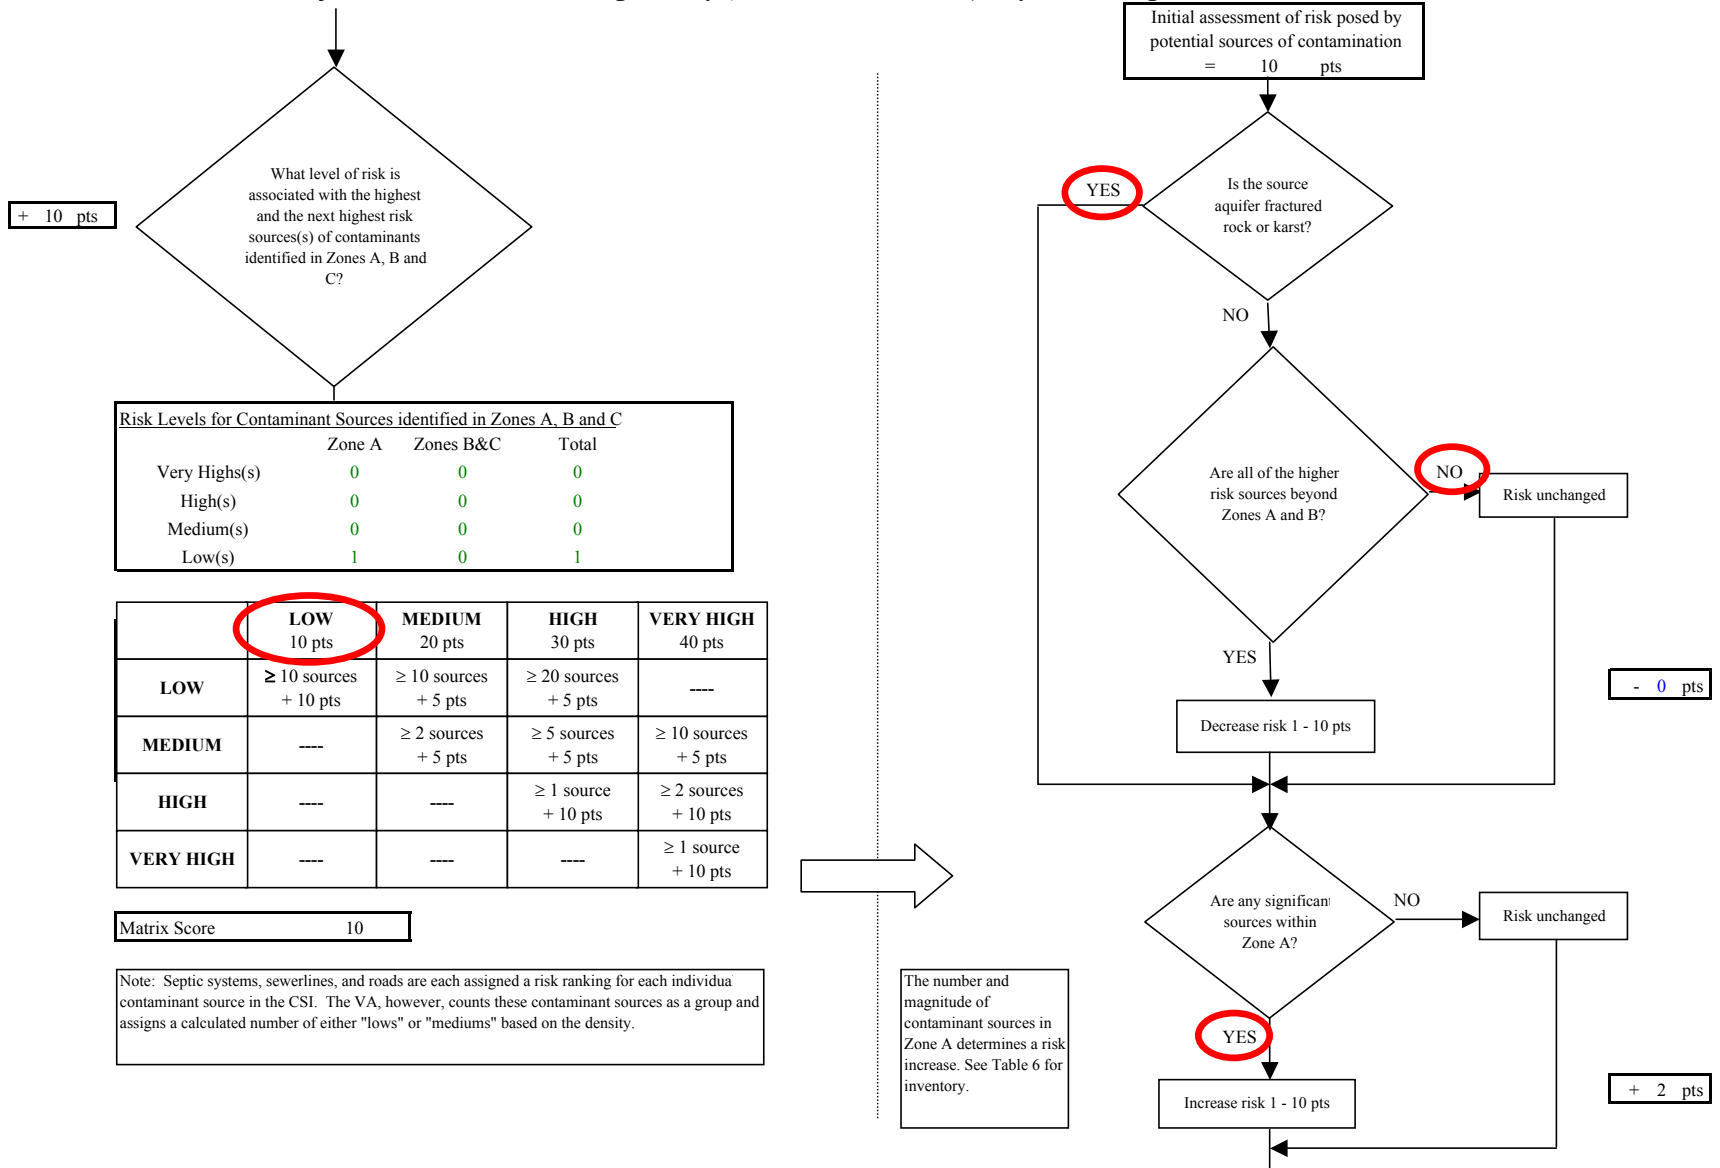 What level of risk is
associated with the highest
and the next highest risk
sources(s) of contaminants
identified in Zones A, B and
C?
+ 10 pts
Risk Levels for Contaminant Sources identified in Zones A, B and C
Zone A Zones B&C Total
Very Highs(s) 0 0 0
High(s) 0 0 0
Medium(s) 0 0 0
Low(s) 1 0 1
LOW MEDIUM HIGH VERY HIGH
10 pts 20 pts 30 pts 40 pts
LOW ≥ 10 sources ≥ 10 sources ≥ 20 sources ----
+ 10 pts + 5 pts + 5 pts
MEDIUM ---- ≥ 2 sources ≥ 5 sources ≥ 10 sources
+ 5 pts + 5 pts + 5 pts
HIGH ---- ---- ≥ 1 source ≥ 2 sources
+ 10 pts + 10 pts
VERY HIGH ---- ---- ---- ≥ 1 source
+ 10 pts
Matrix Score 10
Note: Septic systems, sewerlines, and roads are each assigned a risk ranking for each individua
contaminant source in the CSI. The VA, however, counts these contaminant sources as a group and
assigns a calculated number of either "lows" or "mediums" based on the density.
Initial assessment of risk posed by
potential sources of contamination
= 10 pts
Is the source
aquifer fractured
rock or karst?
YES
NO
Are all of the higher
risk sources beyond
Zones A and B?
NO
Risk unchanged
YES
Decrease risk 1 - 10 pts
- 0 pts
Are any significant
sources within
Zone A?
NO
Risk unchanged
The number and
magnitude of
contaminant sources in
Zone A determines a risk
increase. See Table 6 for
inventory.
YES
Increase risk 1 - 10 pts
+ 2 pts